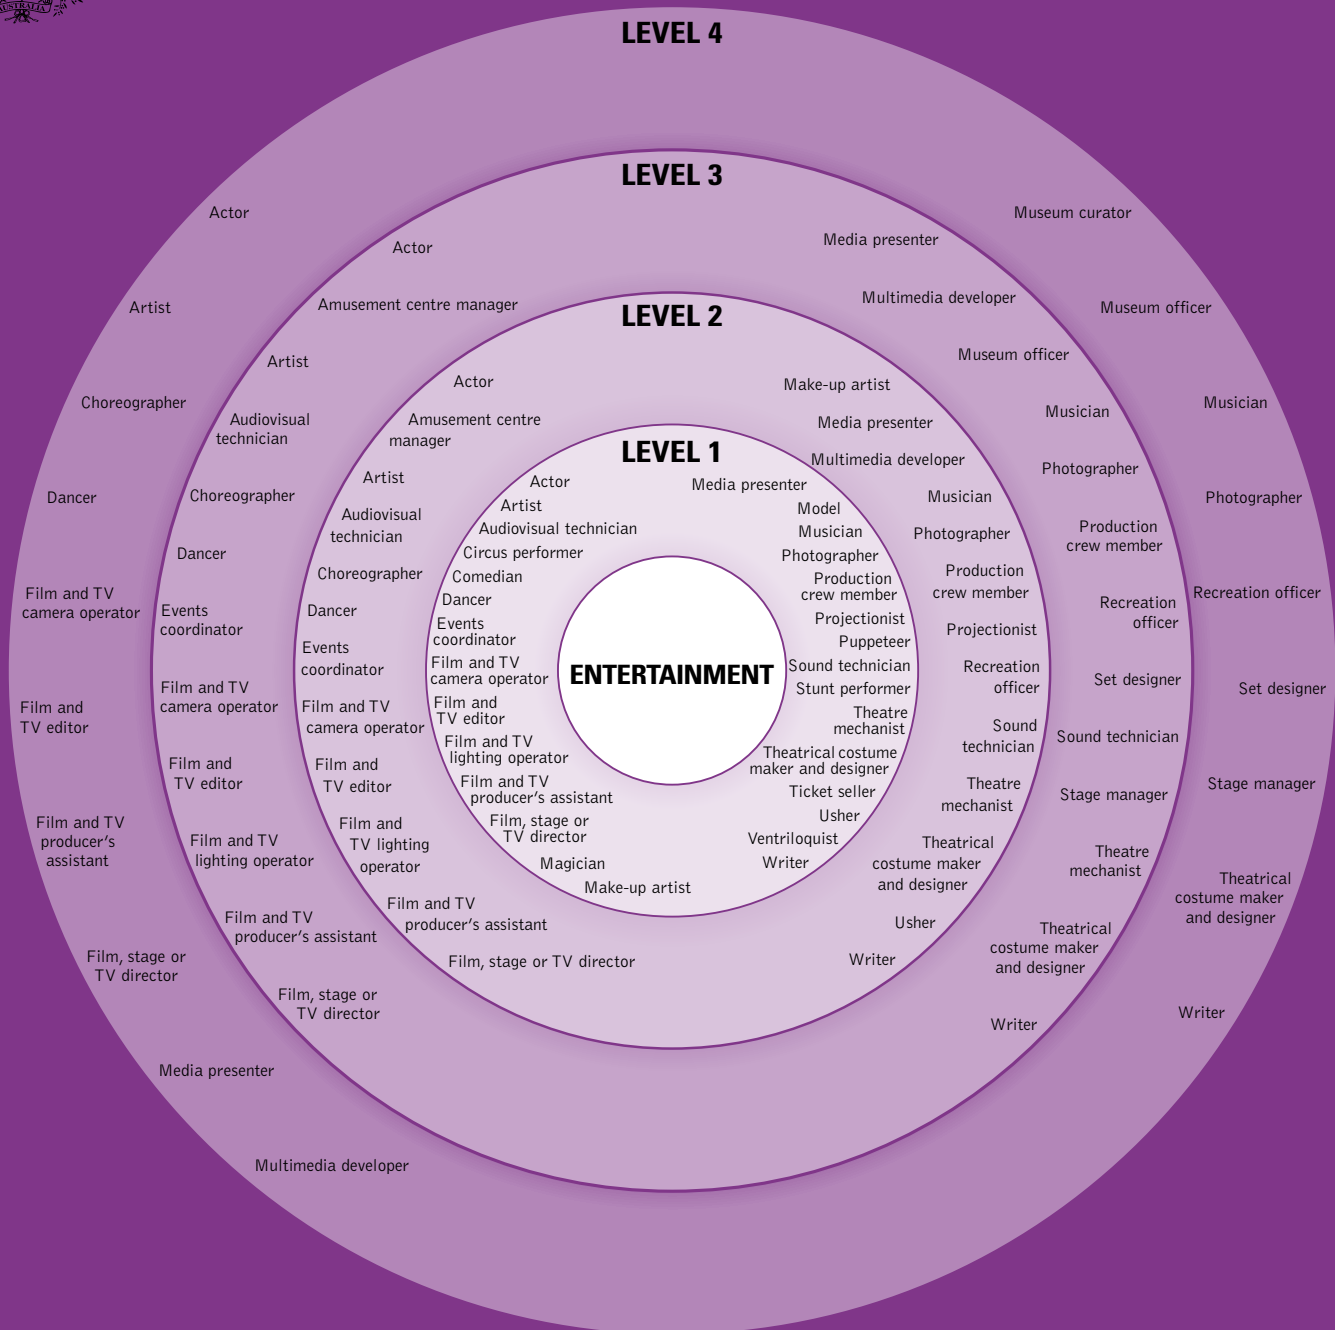 AUSTRALIA
LEVEL 4
Actor
Artist
Choreographer
Dancer
Film and TV
camera operator
Film and
TV editor
Film and TV
producer's
assistant
Film, stage or
TV director
Media presenter
Multimedia developer
Museum curator
Museum officer
Musician
Photographer
Recreation officer
Set designer
Stage manager
Theatrical
costume maker
and designer
Writer
LEVEL 3
Actor
Amusement centre manager
Artist
Audiovisual
technician
Choreographer
Dancer
Events
coordinator
Film and TV
camera operator
Film and
TV editor
Film and TV
lighting operator
Film and TV
producer's assistant
Film, stage or
TV director
Media presenter
Multimedia developer
Museum officer
Musician
Photographer
Production
crew member
Recreation
officer
Set designer
Sound technician
Stage manager
Theatre
mechanist
Theatrical
costume maker
and designer
Writer
LEVEL 2
Actor
Amusement centre
manager
Artist
Audiovisual
technician
Choreographer
Dancer
Events
coordinator
Film and TV
camera operator
Film and
TV editor
Film and
TV lighting
operator
Film and TV
producer's assistant
Film, stage or TV director
Make-up artist
Media presenter
Multimedia developer
Musician
Photographer
Production
crew member
Projectionist
Recreation
officer
Sound
technician
Theatre
mechanist
Theatrical
costume maker
and designer
Usher
Writer
LEVEL 1
Actor
Artist
Audiovisual technician
Circus performer
Comedian
Dancer
Events
coordinator
Film and TV
camera operator
Film and
TV editor
Film and TV
lighting operator
Film and TV
producer's assistant
Film, stage or
TV director
Magician
Make-up artist
Media presenter
Model
Musician
Photographer
Production
crew member
Projectionist
Puppeteer
Sound technician
Stunt performer
Theatre
mechanist
Theatrical costume
maker and designer
Ticket seller
Usher
Ventriloquist
Writer
ENTERTAINMENT